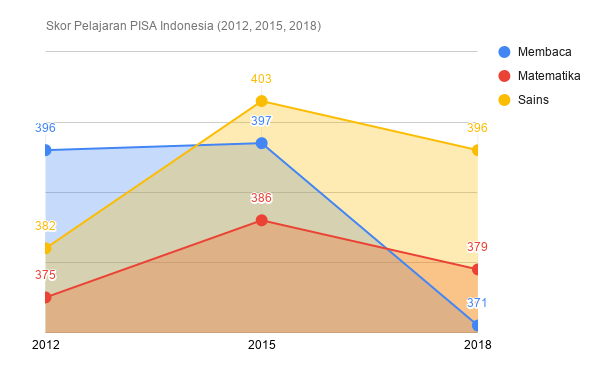 Skor Pelajaran PISA Indonesia (2012, 2015, 2018)
Membaca
Matematika
Sains
403
396
397
396
386
382
379
375
371
2012 2015 2018